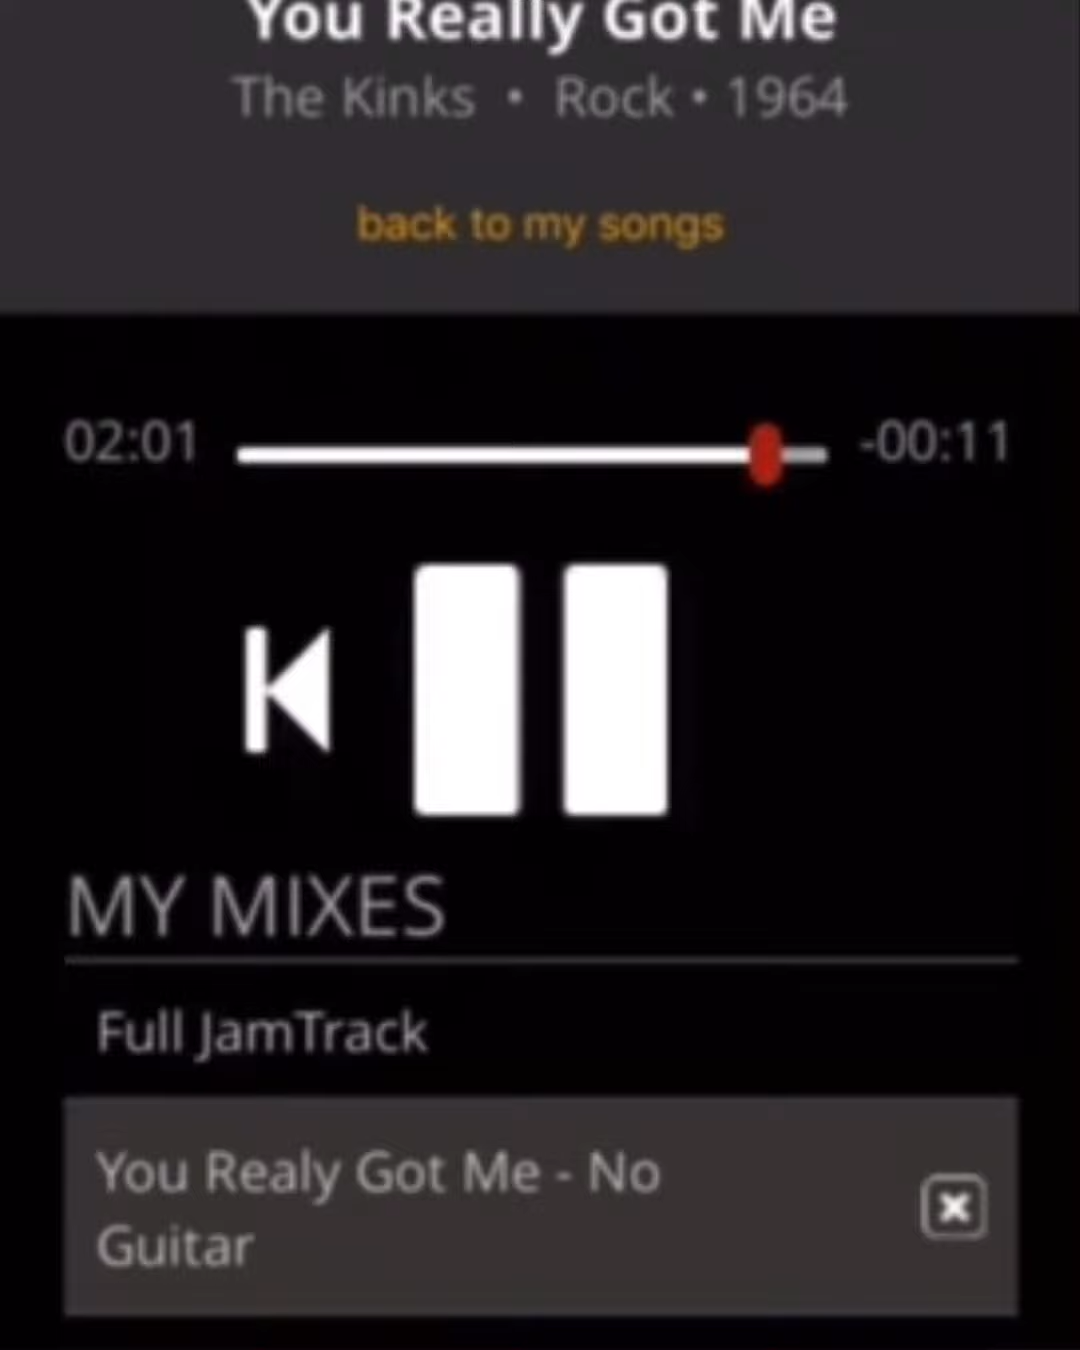 You Really Got Me
The Kinks • Rock • 1964
back to my songs
02:01 -00:11
MY MIXES
Full JamTrack
You Realy Got Me - No
Guitar